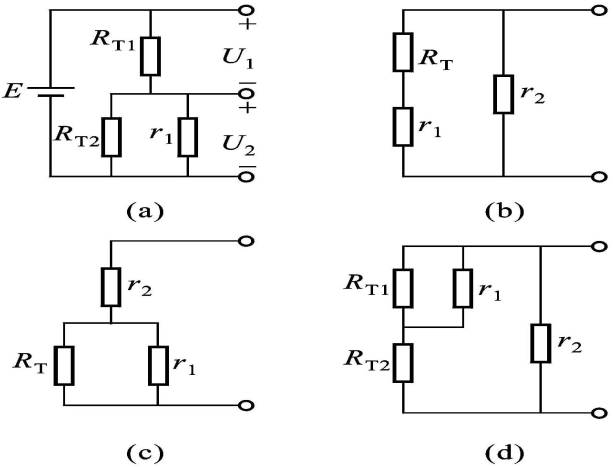 E
R_T1
R_T2
r_1
+
U_1
−
+
U_2
−
(a)
R_T
r_1
r_2
(b)
r_2
R_T
r_1
(c)
R_T1
r_1
R_T2
r_2
(d)